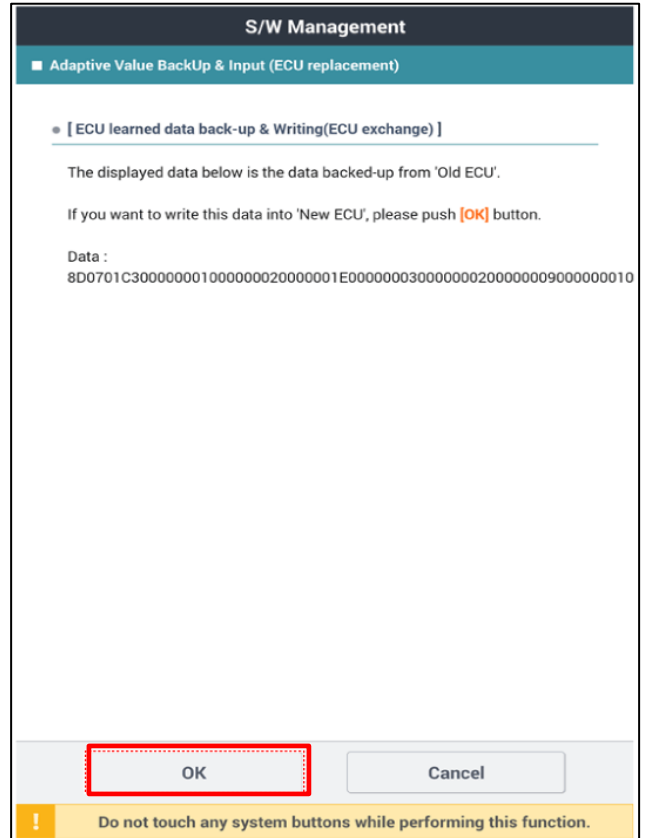 S/W Management
Adaptive Value BackUp & Input (ECU replacement)
[ ECU learned data back-up & Writing(ECU exchange) ]
The displayed data below is the data backed-up from 'Old ECU'.
If you want to write this data into 'New ECU', please push [OK] button.
Data :
8D0701C30000000100000002000000​1E000000030000000200000009000000010
OK
Cancel
! Do not touch any system buttons while performing this function.